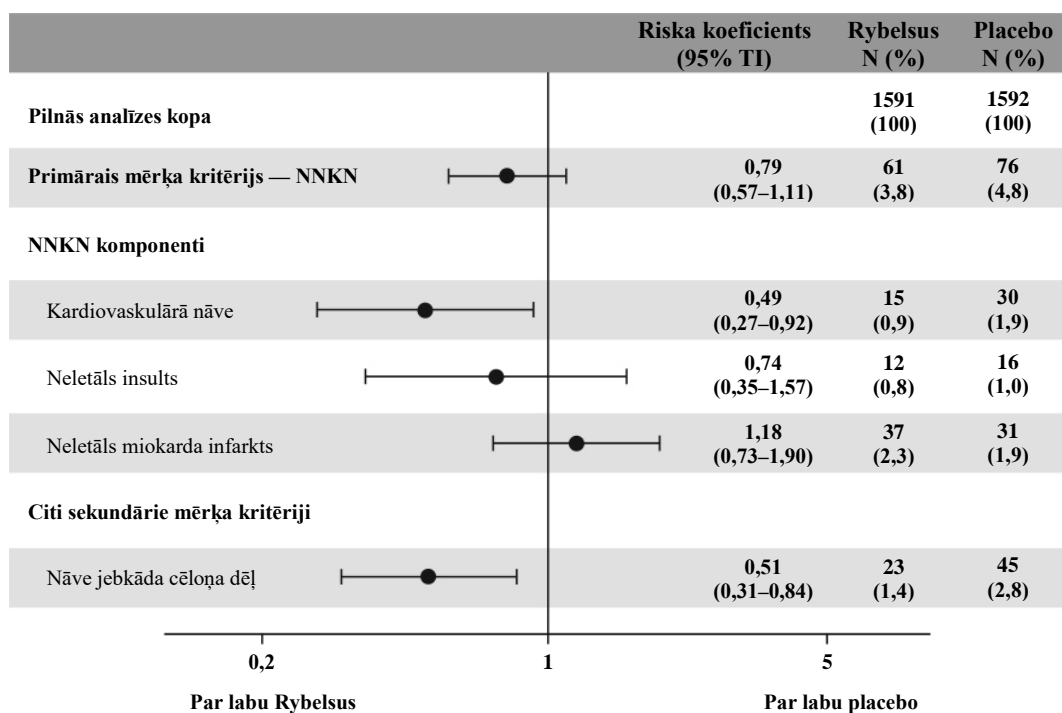 Riska koeficients Rybelsus Placebo
(95% TI) N (%) N (%)
Pilnās analīzes kopa 1591 1592
(100) (100)
Primārais mērķa kritērijs — NNKN 0,79 61 76
(0,57–1,11) (3,8) (4,8)
NNKN komponenti
Kardiovaskulārā nāve 0,49 15 30
(0,27–0,92) (0,9) (1,9)
Neletāls insults 0,74 12 16
(0,35–1,57) (0,8) (1,0)
Neletāls miokarda infarkts 1,18 37 31
(0,73–1,90) (2,3) (1,9)
Citi sekundārie mērķa kritēriji
Nāve jebkāda cēloņa dēļ 0,51 23 45
(0,31–0,84) (1,4) (2,8)
0,2 1 5
Par labu Rybelsus Par labu placebo